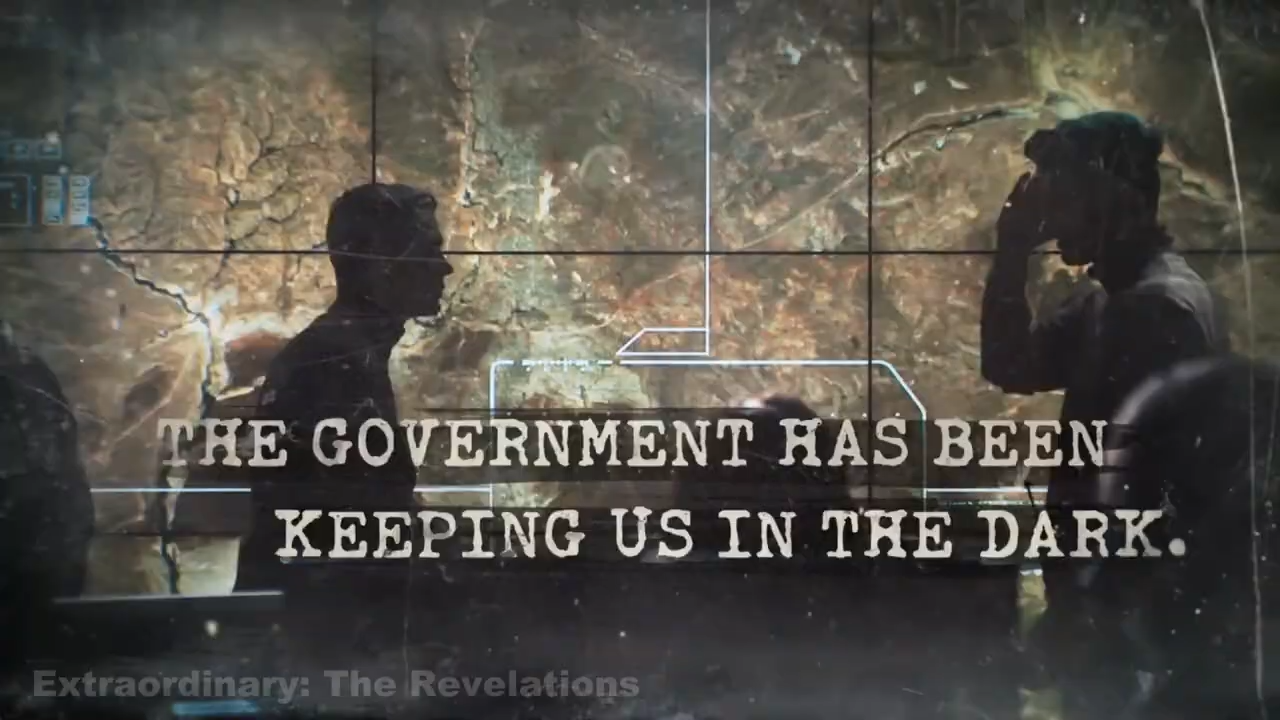 THE GOVERNMENT HAS BEEN
KEEPING US IN THE DARK.
Extraordinary: The Revelations